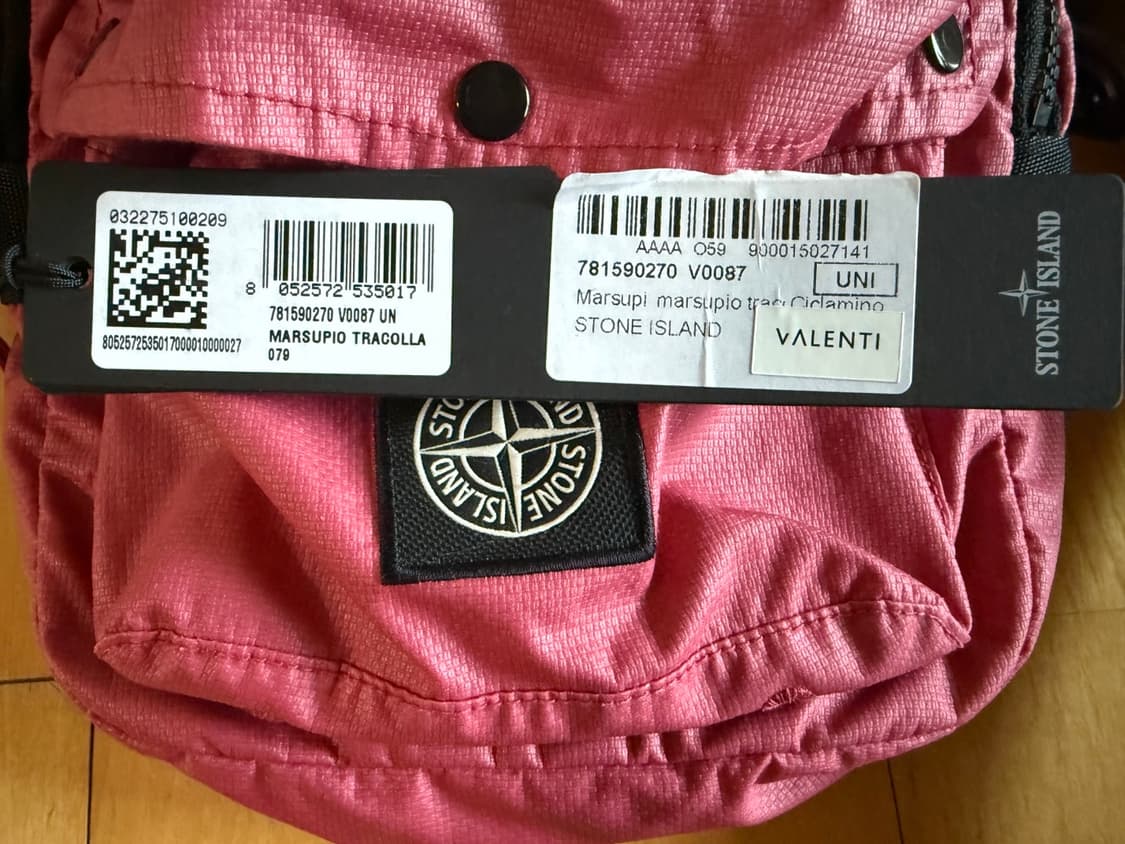 032275100209
8 052572 535017
781590270 V0087 UN
MARSUPIO TRACOLLA
079
8052572535017000010000027
AAAA O59 900015027141
781590270 V0087
UNI
Marsupi marsupio trac Ciclamino
STONE ISLAND
VALENTI
STONE ISLAND
STONE ISLAND STONE ISLAND